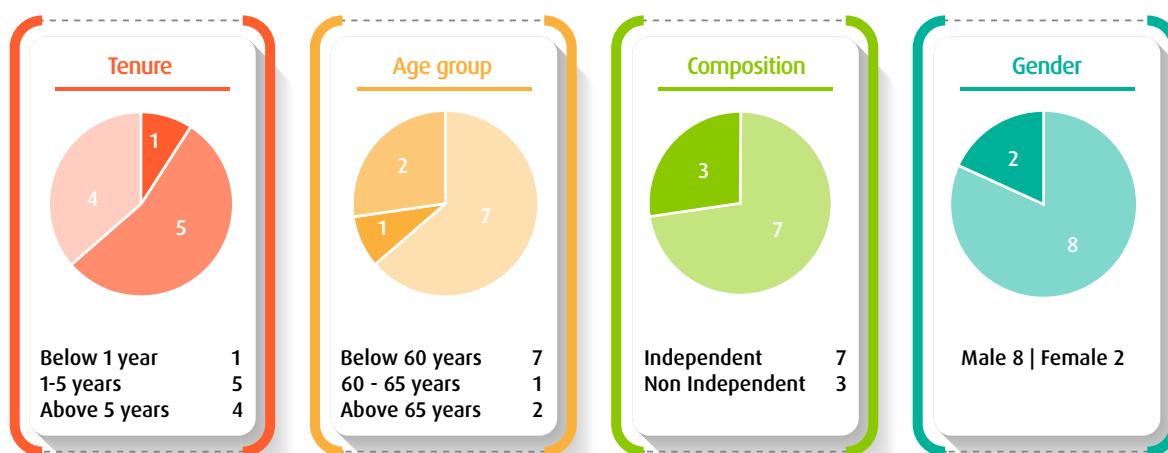 Tenure
1
5
4
Below 1 year 1
1-5 years 5
Above 5 years 4
Age group
2
7
1
Below 60 years 7
60 - 65 years 1
Above 65 years 2
Composition
3
7
Independent 7
Non Independent 3
Gender
2
8
Male 8 | Female 2